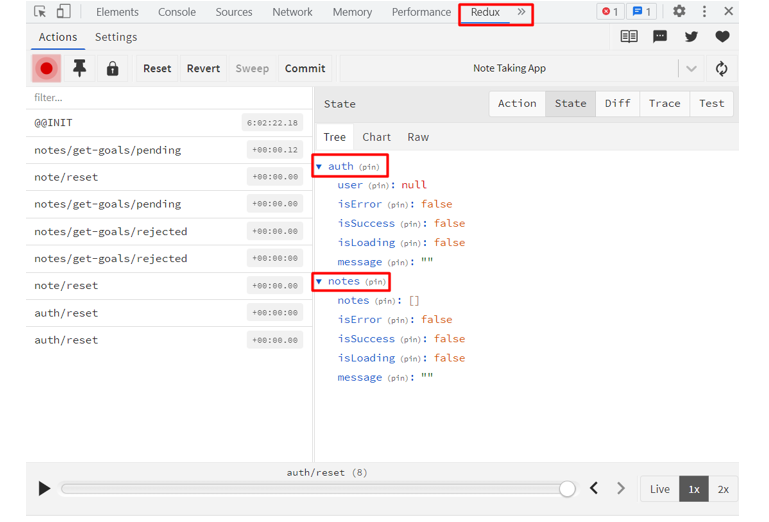 Elements Console Sources Network Memory Performance Redux » 1 1
Actions Settings
Reset Revert Sweep Commit Note Taking App
filter...
@@INIT 6:02:22.18
notes/get-goals/pending +00:00.12
note/reset +00:00.00
notes/get-goals/pending +00:00.00
notes/get-goals/rejected +00:00.00
notes/get-goals/rejected +00:00:00
note/reset +00:00.00
auth/reset +00:00:00
auth/reset +00:00.00
State Action State Diff Trace Test
Tree Chart Raw
auth (pin)
user (pin): null
isError (pin): false
isSuccess (pin): false
isLoading (pin): false
message (pin): ""
notes (pin)
notes (pin): []
isError (pin): false
isSuccess (pin): false
isLoading (pin): false
message (pin): ""
auth/reset (8)
Live 1x 2x